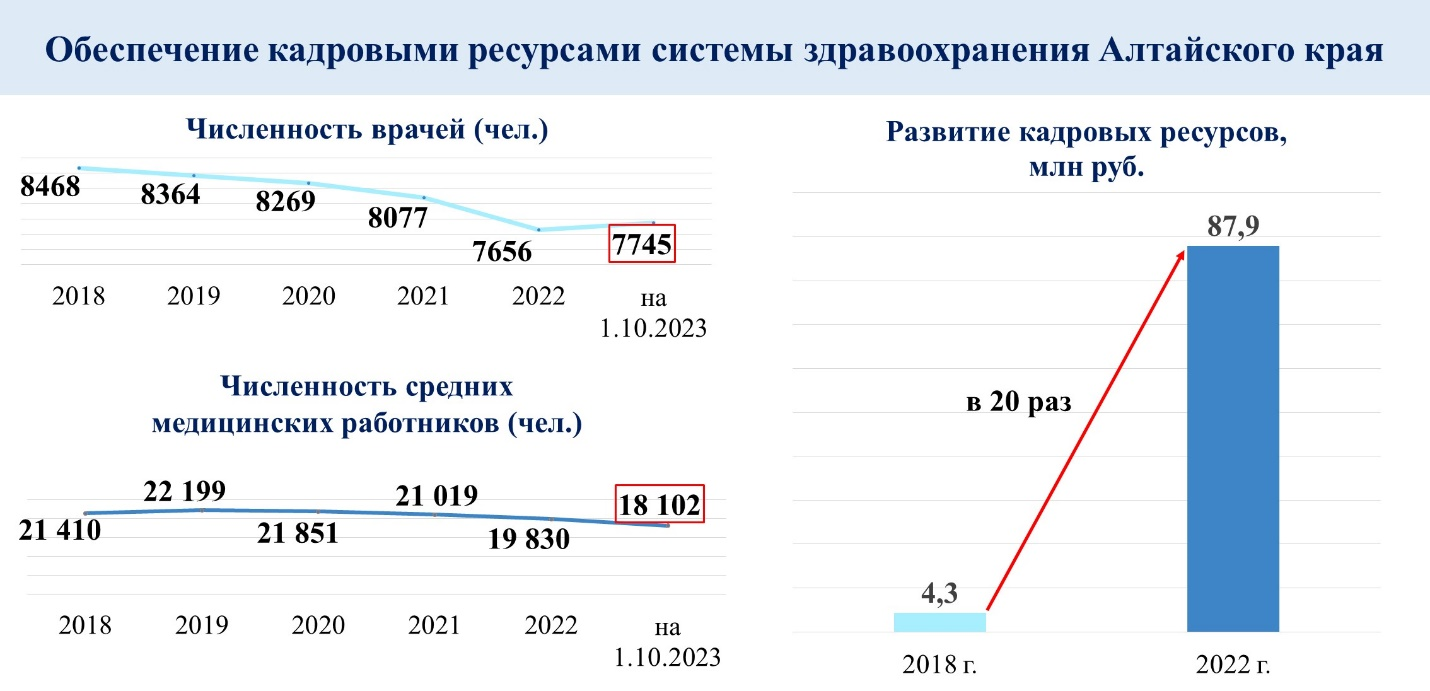 Обеспечение кадровыми ресурсами системы здравоохранения Алтайского края
Численность врачей (чел.)
8468
8364
8269
8077
7656
7745
2018
2019
2020
2021
2022
на
1.10.2023
Численность средних
медицинских работников (чел.)
21 410
22 199
21 851
21 019
19 830
18 102
2018
2019
2020
2021
2022
на
1.10.2023
Развитие кадровых ресурсов,
млн руб.
87,9
в 20 раз
4,3
2018 г.
2022 г.